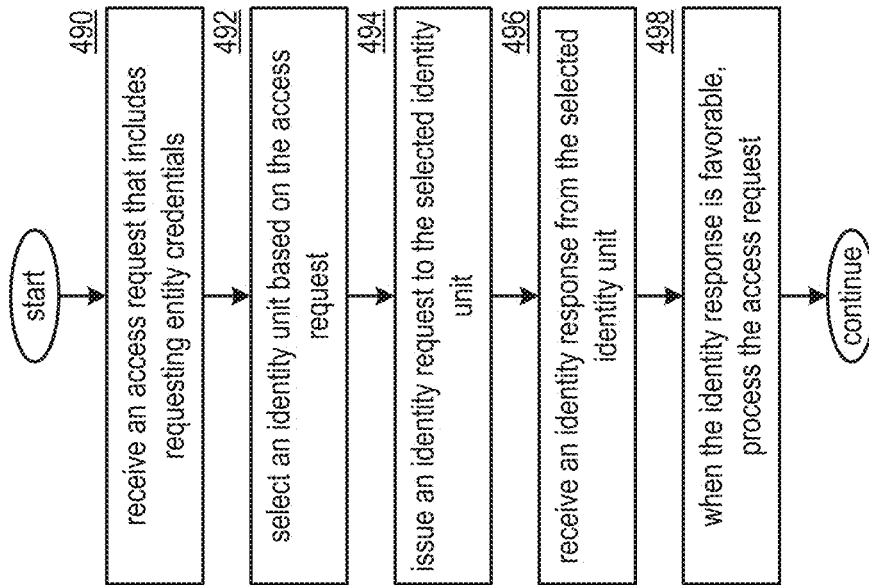 start
490
receive an access request that includes
requesting entity credentials
492
select an identity unit based on the access
request
494
issue an identity request to the selected identity
unit
496
receive an identity response from the selected
identity unit
498
when the identity response is favorable,
process the access request
continue